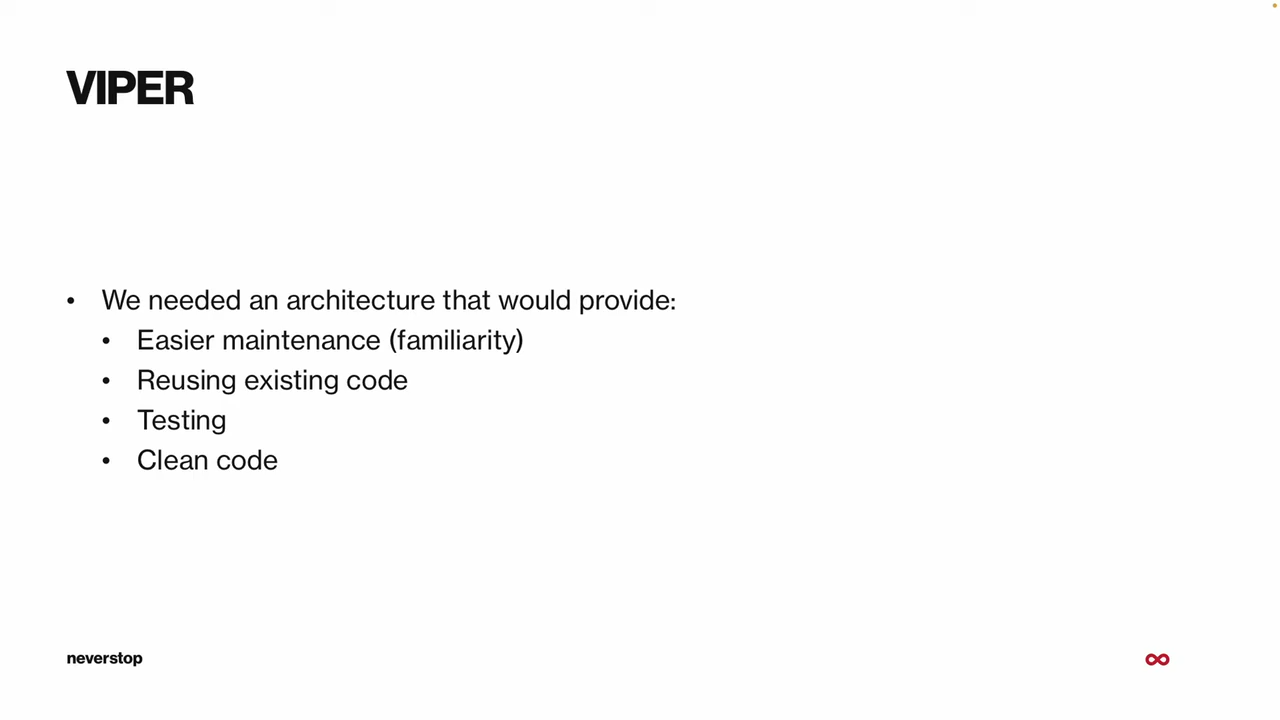 VIPER
• We needed an architecture that would provide:
• Easier maintenance (familiarity)
• Reusing existing code
• Testing
• Clean code
neverstop